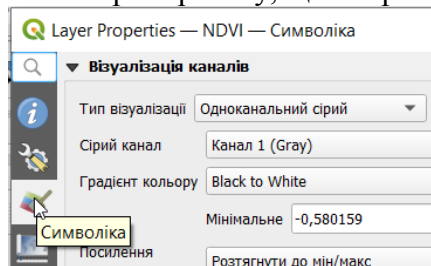 Layer Properties — NDVI — Символіка
Візуалізація каналів
Тип візуалізації Одноканальний сірий
Сірий канал Канал 1 (Gray)
Градієнт кольору Black to White
Мінімальне -0,580159
Символіка
Посилення Розтягнути до мін/макс